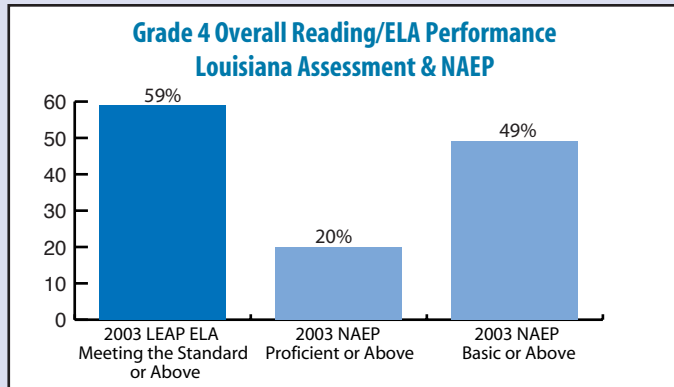 Grade 4 Overall Reading/ELA Performance
Louisiana Assessment & NAEP
60
50
40
30
20
10
0
59%
20%
49%
2003 LEAP ELA
Meeting the Standard
or Above
2003 NAEP
Proficient or Above
2003 NAEP
Basic or Above